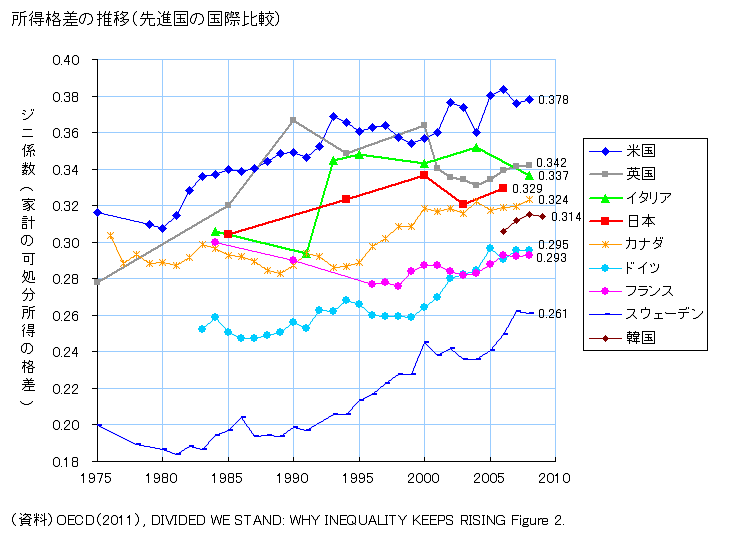 所得格差の推移（先進国の国際比較）
ジニ係数（家計の可処分所得の格差）
0.40
0.38
0.36
0.34
0.32
0.30
0.28
0.26
0.24
0.22
0.20
0.18
1975
1980
1985
1990
1995
2000
2005
2010
0.378
0.342
0.337
0.329
0.324
0.314
0.295
0.293
0.261
米国
英国
イタリア
日本
カナダ
ドイツ
フランス
スウェーデン
韓国
（資料）OECD（2011）, DIVIDED WE STAND: WHY INEQUALITY KEEPS RISING Figure 2.